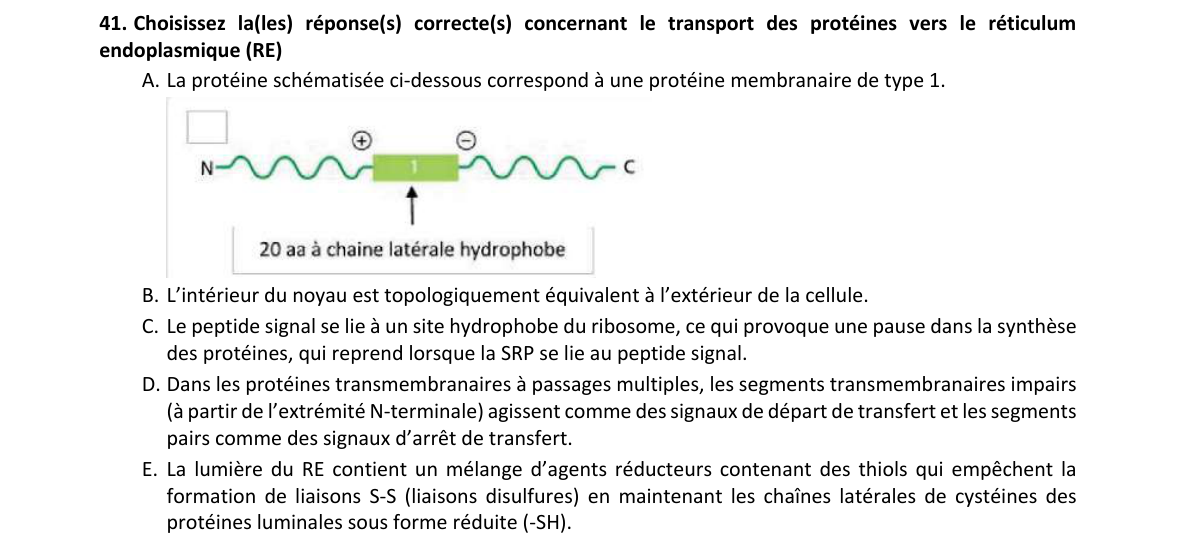 41. Choisissez la(les) réponse(s) correcte(s) concernant le transport des protéines vers le réticulum
endoplasmique (RE)
A. La protéine schématisée ci-dessous correspond à une protéine membranaire de type 1.
+ −
N 1 C
20 aa à chaine latérale hydrophobe
B. L’intérieur du noyau est topologiquement équivalent à l’extérieur de la cellule.
C. Le peptide signal se lie à un site hydrophobe du ribosome, ce qui provoque une pause dans la synthèse
des protéines, qui reprend lorsque la SRP se lie au peptide signal.
D. Dans les protéines transmembranaires à passages multiples, les segments transmembranaires impairs
(à partir de l’extrémité N-terminale) agissent comme des signaux de départ de transfert et les segments
pairs comme des signaux d’arrêt de transfert.
E. La lumière du RE contient un mélange d’agents réducteurs contenant des thiols qui empêchent la
formation de liaisons S-S (liaisons disulfures) en maintenant les chaînes latérales de cystéines des
protéines luminales sous forme réduite (-SH).